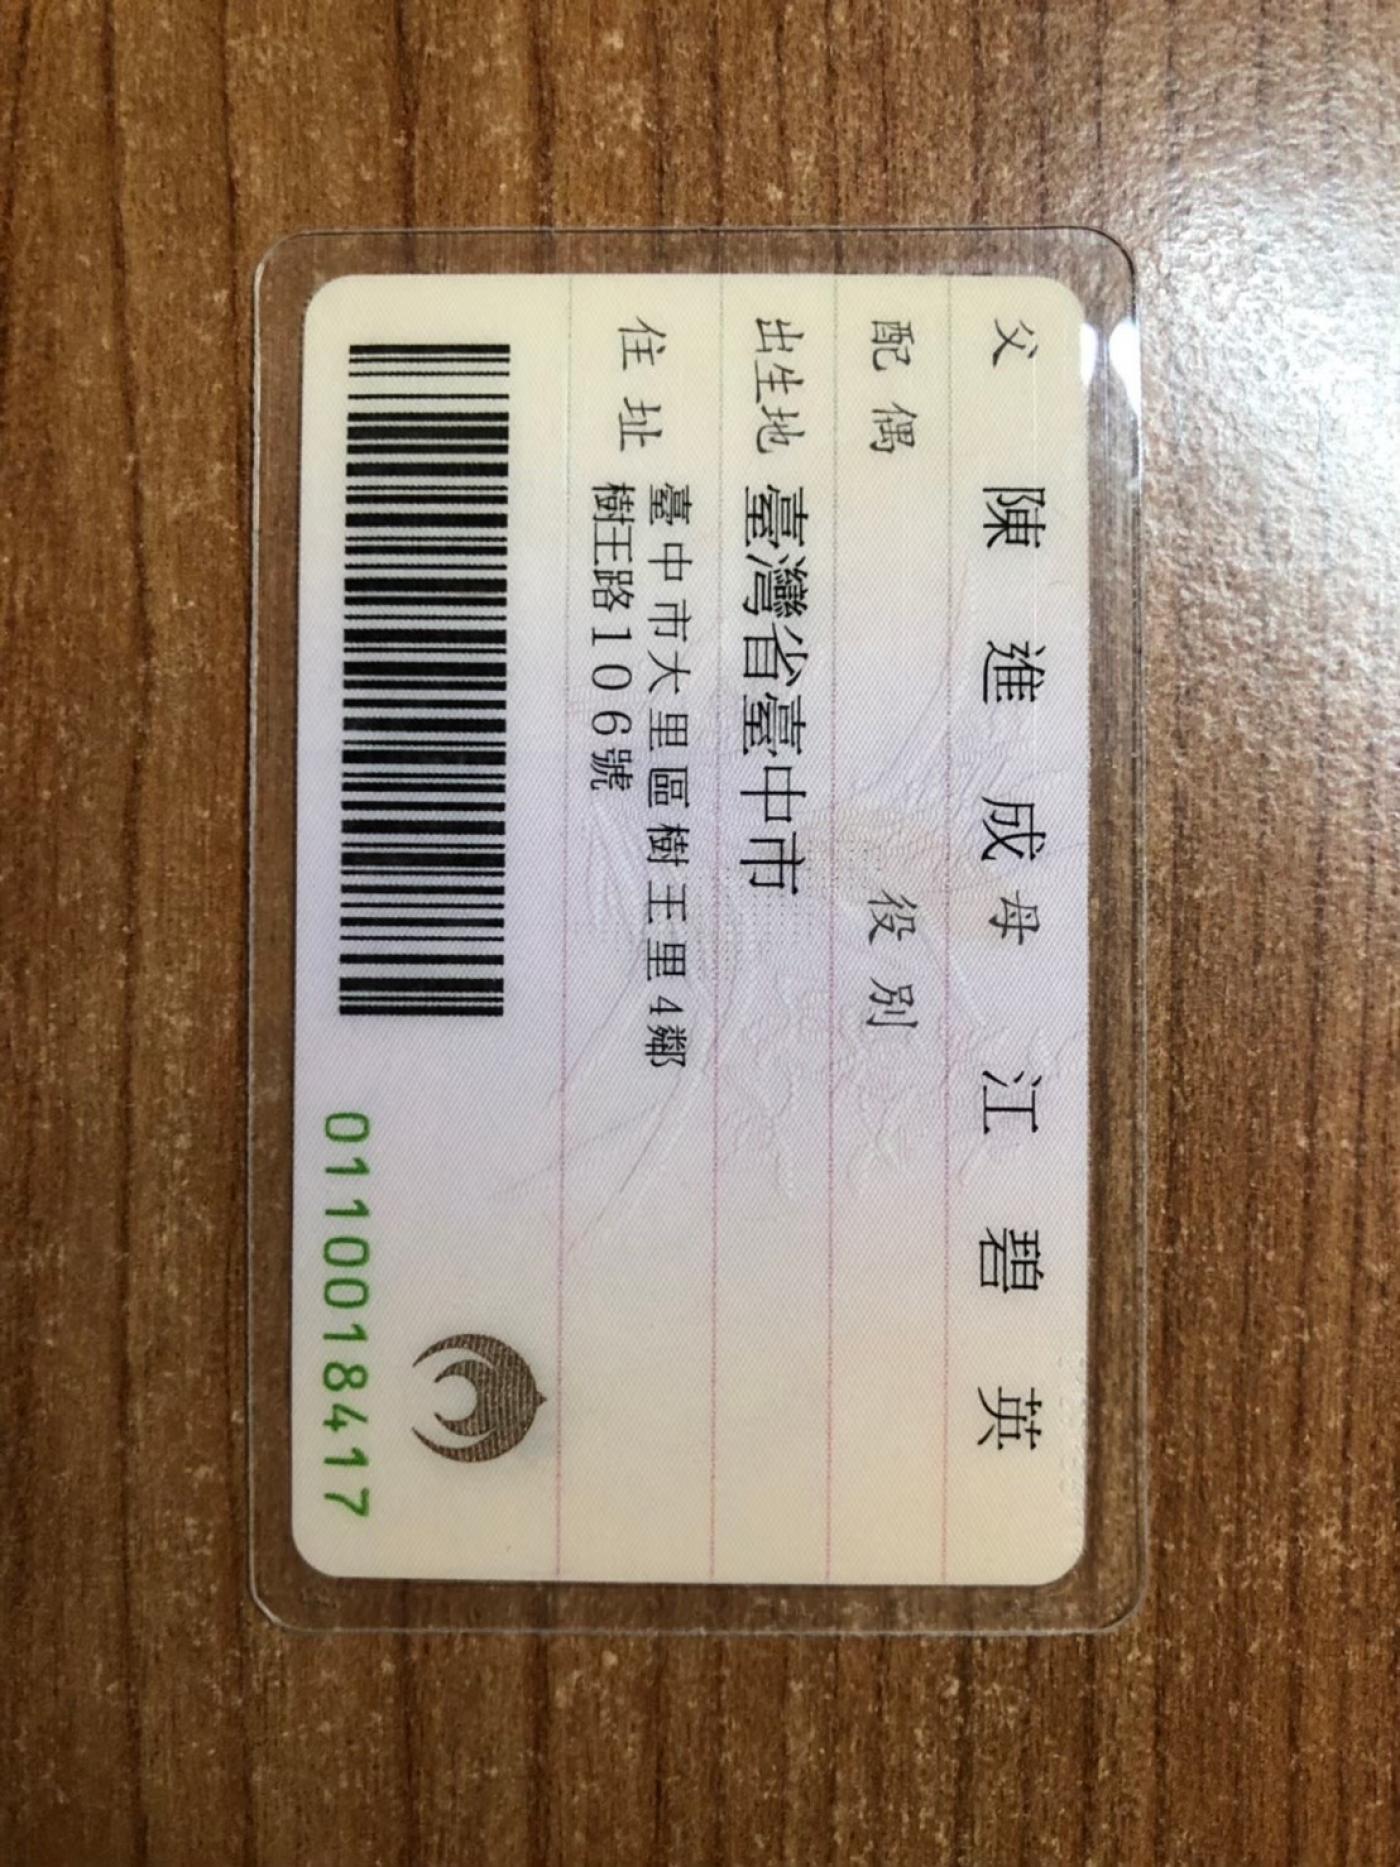 父 陳進成 母 江碧英
配偶 役別
出生地 臺灣省臺中市
住址 臺中市大里區樹王里4鄰
樹王路106號
0110018417